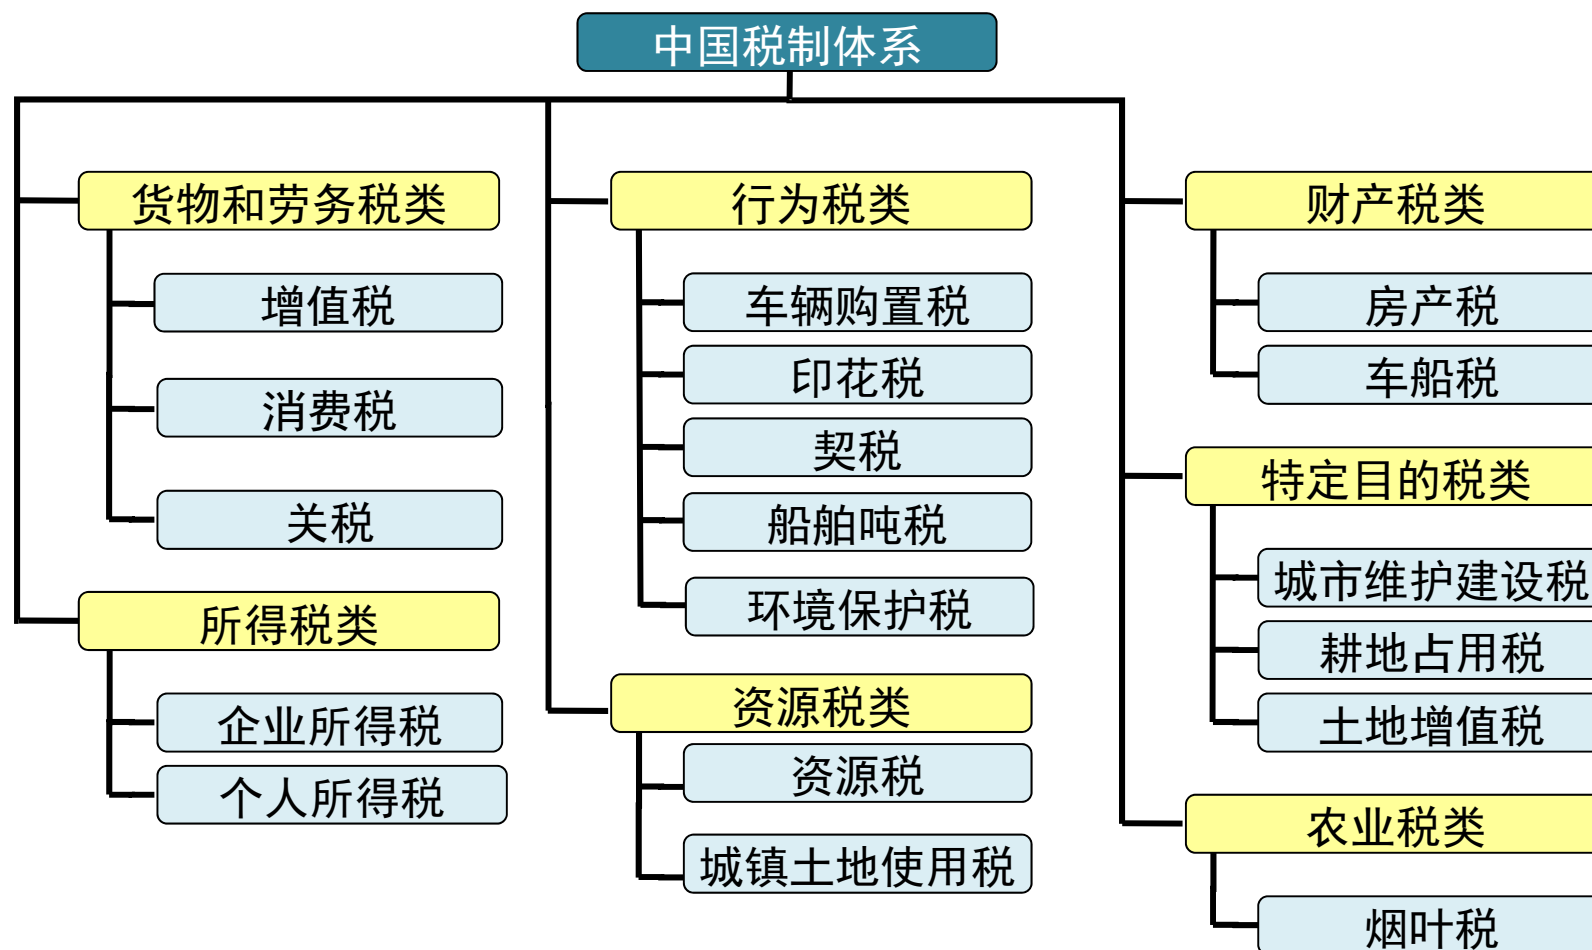 中国税制体系
货物和劳务税类
增值税
消费税
关税
所得税类
企业所得税
个人所得税
行为税类
车辆购置税
印花税
契税
船舶吨税
环境保护税
资源税类
资源税
城镇土地使用税
财产税类
房产税
车船税
特定目的税类
城市维护建设税
耕地占用税
土地增值税
农业税类
烟叶税